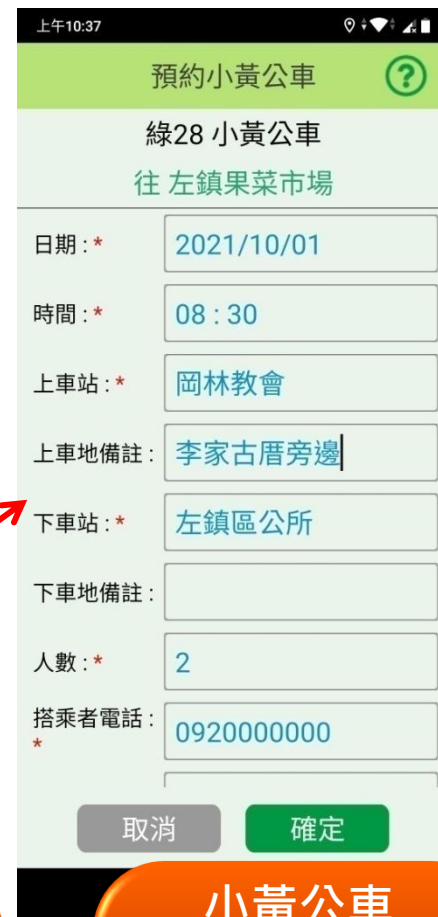 上午10:37
預約小黃公車 ?
綠28 小黃公車
往 左鎮果菜市場
日期 : * 2021/10/01
時間 : * 08 : 30
上車站 : * 岡林教會
上車地備註 : 李家古厝旁邊
下車站 : * 左鎮區公所
下車地備註 :
人數 : * 2
搭乘者電話 : * 0920000000
取消 確定
小黃公車